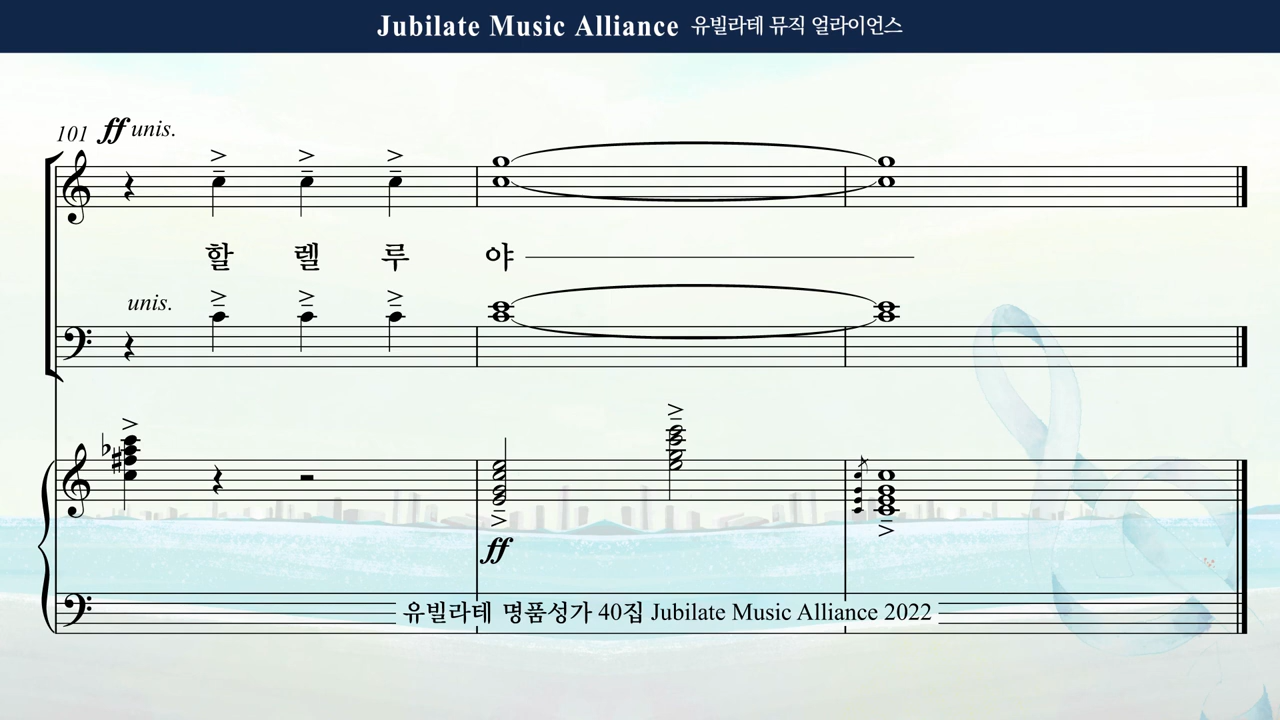 Jubilate Music Alliance 유빌라테 뮤직 얼라이언스
101 ff unis.
할 렐 루 야
unis.
ff
유빌라테 명품성가 40집 Jubilate Music Alliance 2022